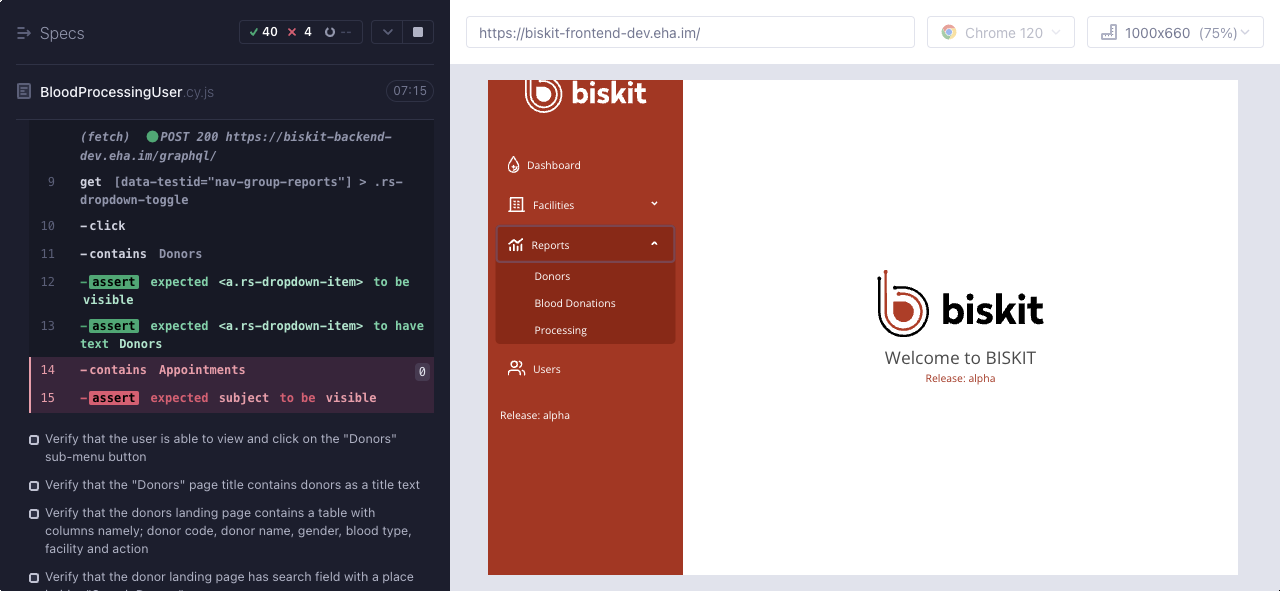 Specs
40
4
--
BloodProcessingUser.cy.js
07:15
(fetch) POST 200 https://biskit-backend-
dev.eha.im/graphql/
9 get [data-testid="nav-group-reports"] > .rs-
dropdown-toggle
10 -click
11 -contains Donors
12 -assert expected <a.rs-dropdown-item> to be
visible
13 -assert expected <a.rs-dropdown-item> to have
text Donors
14 -contains Appointments 0
15 -assert expected subject to be visible
Verify that the user is able to view and click on the "Donors"
sub-menu button
Verify that the "Donors" page title contains donors as a title text
Verify that the donors landing page contains a table with
columns namely; donor code, donor name, gender, blood type,
facility and action
Verify that the donor landing page has search field with a place
https://biskit-frontend-dev.eha.im/
Chrome 120
1000x660 (75%)
biskit
Dashboard
Facilities
Reports
Donors
Blood Donations
Processing
Users
Release: alpha
biskit
Welcome to BISKIT
Release: alpha